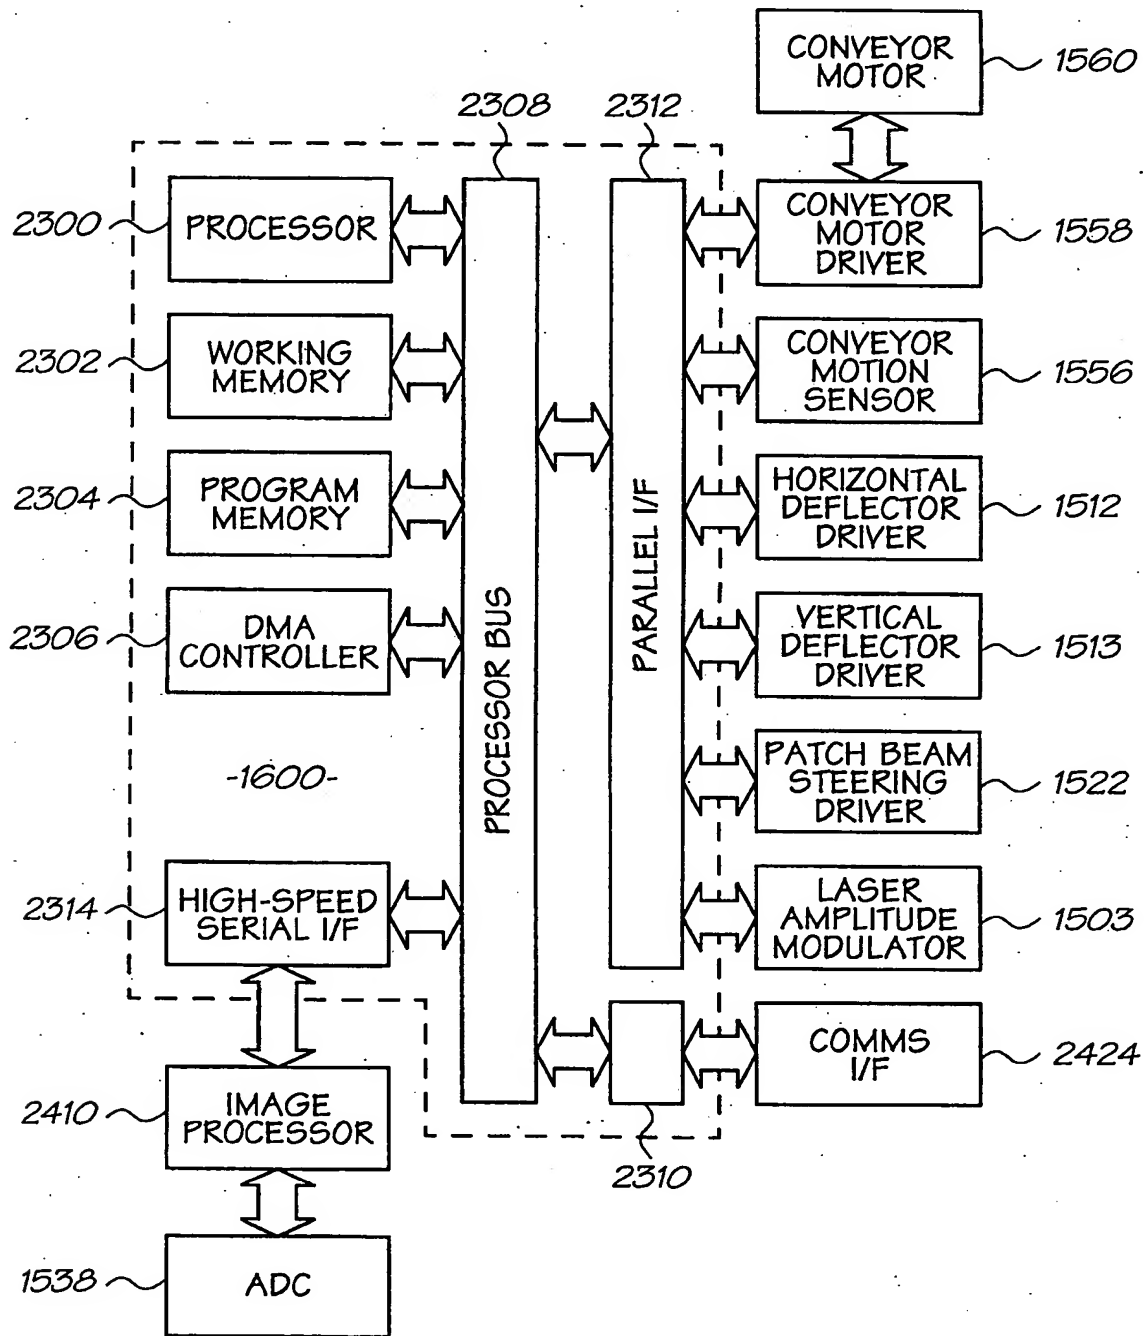 CONVEYOR
MOTOR
1560
2308
2312
2300
PROCESSOR
CONVEYOR
MOTOR
DRIVER
1558
2302
WORKING
MEMORY
CONVEYOR
MOTION
SENSOR
1556
2304
PROGRAM
MEMORY
HORIZONTAL
DEFLECTOR
DRIVER
1512
2306
DMA
CONTROLLER
PROCESSOR BUS
PARALLEL I/F
VERTICAL
DEFLECTOR
DRIVER
1513
-1600-
PATCH BEAM
STEERING
DRIVER
1522
2314
HIGH-SPEED
SERIAL I/F
LASER
AMPLITUDE
MODULATOR
1503
COMMS
I/F
2424
2410
IMAGE
PROCESSOR
2310
1538
ADC